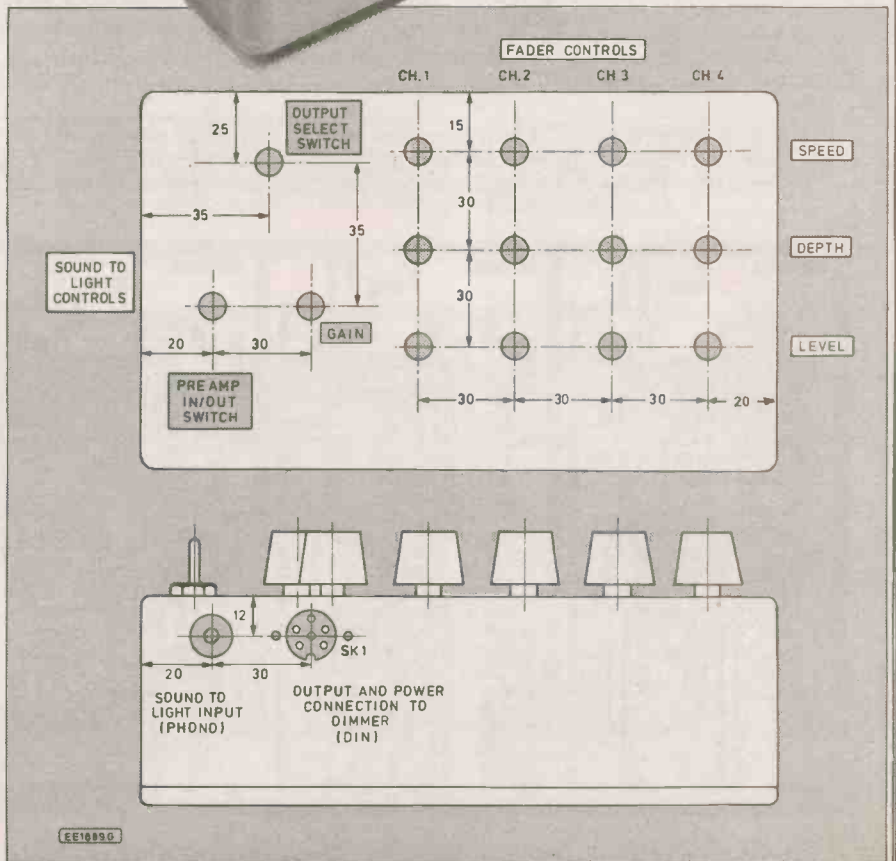 FADER CONTROLS
CH. 1 CH. 2 CH 3 CH 4
OUTPUT
SELECT
SWITCH
25
15
SPEED
35
30
35
DEPTH
SOUND TO
LIGHT
CONTROLS
30
GAIN
LEVEL
20 30
PREAMP
IN/OUT
SWITCH
30 30 30 20
12
SK1
20 30
SOUND TO
LIGHT INPUT
(PHONO)
OUTPUT AND POWER
CONNECTION TO
DIMMER
(DIN)